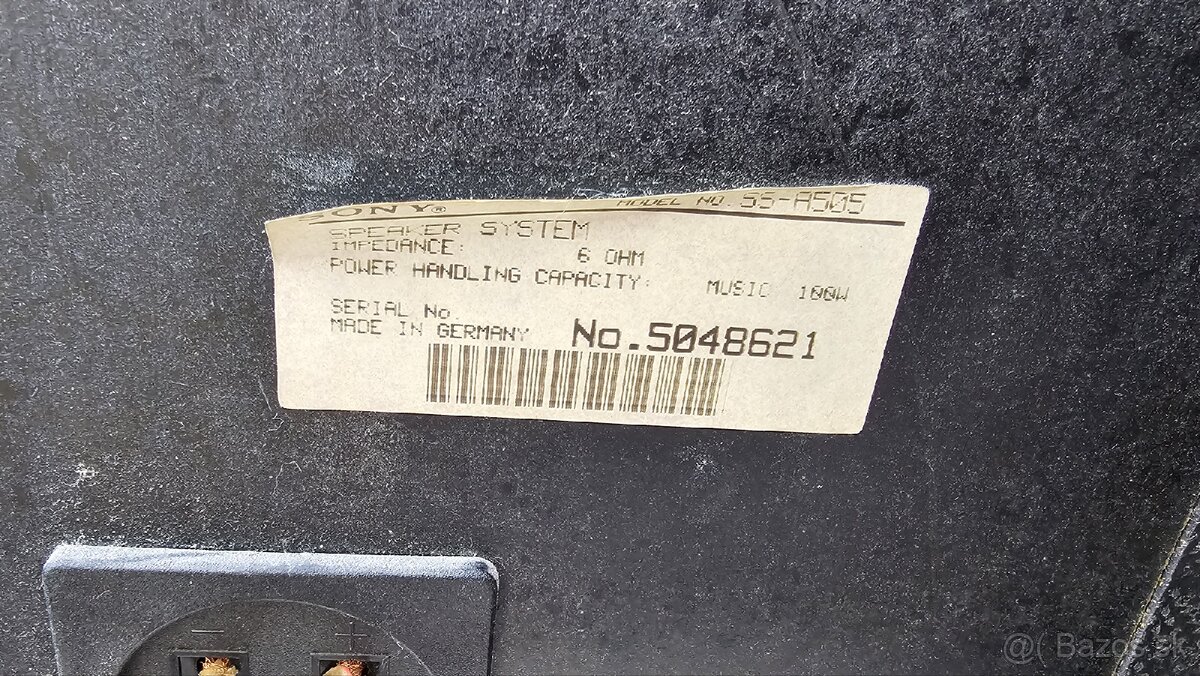 SONY® MODEL NO. SS-A505
SPEAKER SYSTEM
IMPEDANCE: 6 OHM
POWER HANDLING CAPACITY: MUSIC 100W
SERIAL No
MADE IN GERMANY No.5048621
− +
@( Bazos.sk